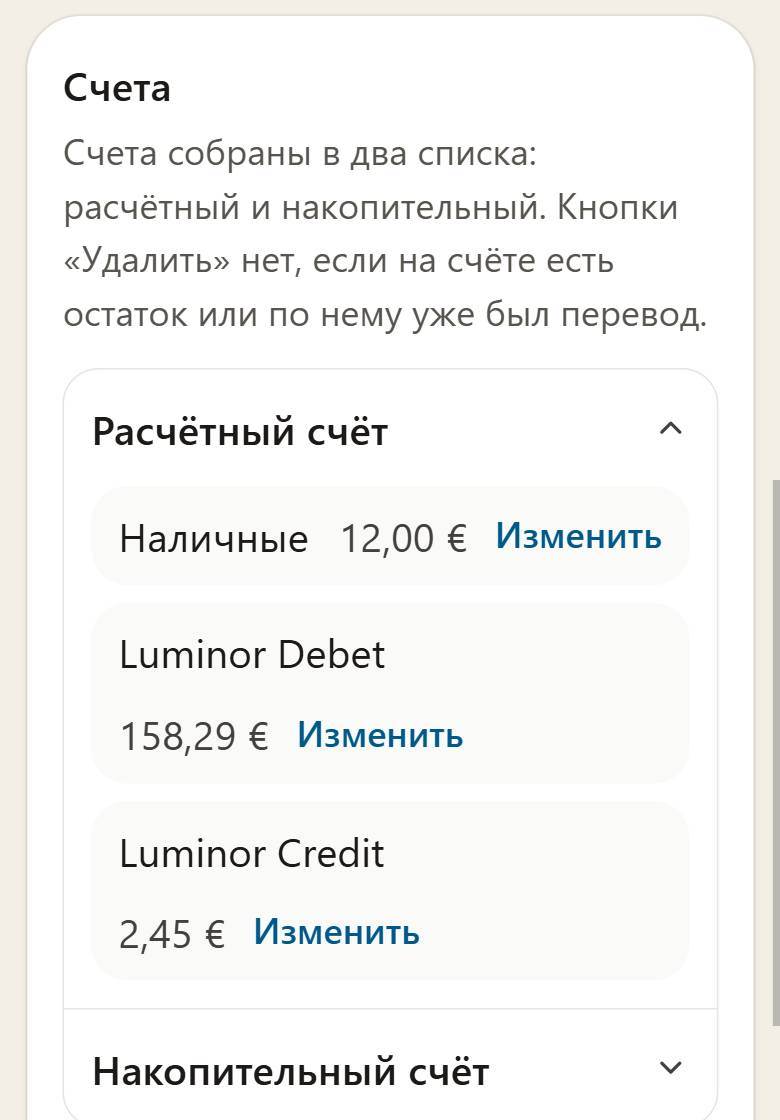 Счета
Счета собраны в два списка:
расчётный и накопительный. Кнопки
«Удалить» нет, если на счёте есть
остаток или по нему уже был перевод.
Расчётный счёт
Наличные 12,00 € Изменить
Luminor Debet
158,29 € Изменить
Luminor Credit
2,45 € Изменить
Накопительный счёт